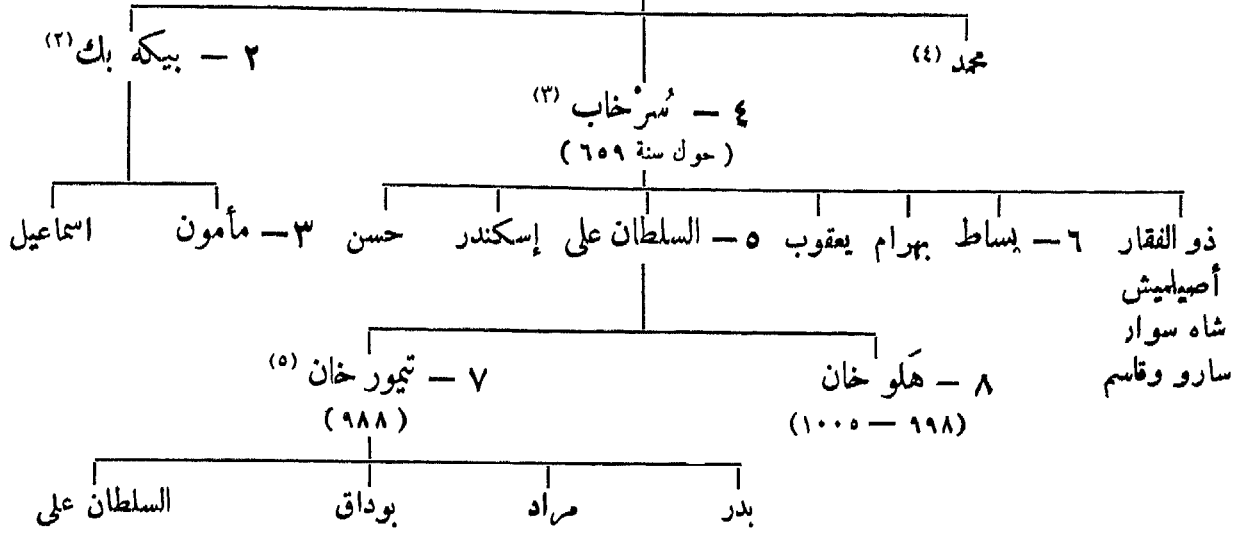 محمد (٤)
٢ — بيكه بك (٢)
٤ — سُرْخاب (٣)
(حوك سنة ٦٥٩)
ذو الفقار ٦ — بساط بهرام يعقوب ٥ — السلطان على إسكندر حسن ٣ — مأمون اسماعيل
أصيلميش
شاه سوار
سارو وقاسم
٨ — هَلو خان ٧ — تيمور خان (٥)
(٩٩٨ — ١٠٠٥) (٩٨٨)
بدر مراد بوداق السلطان على